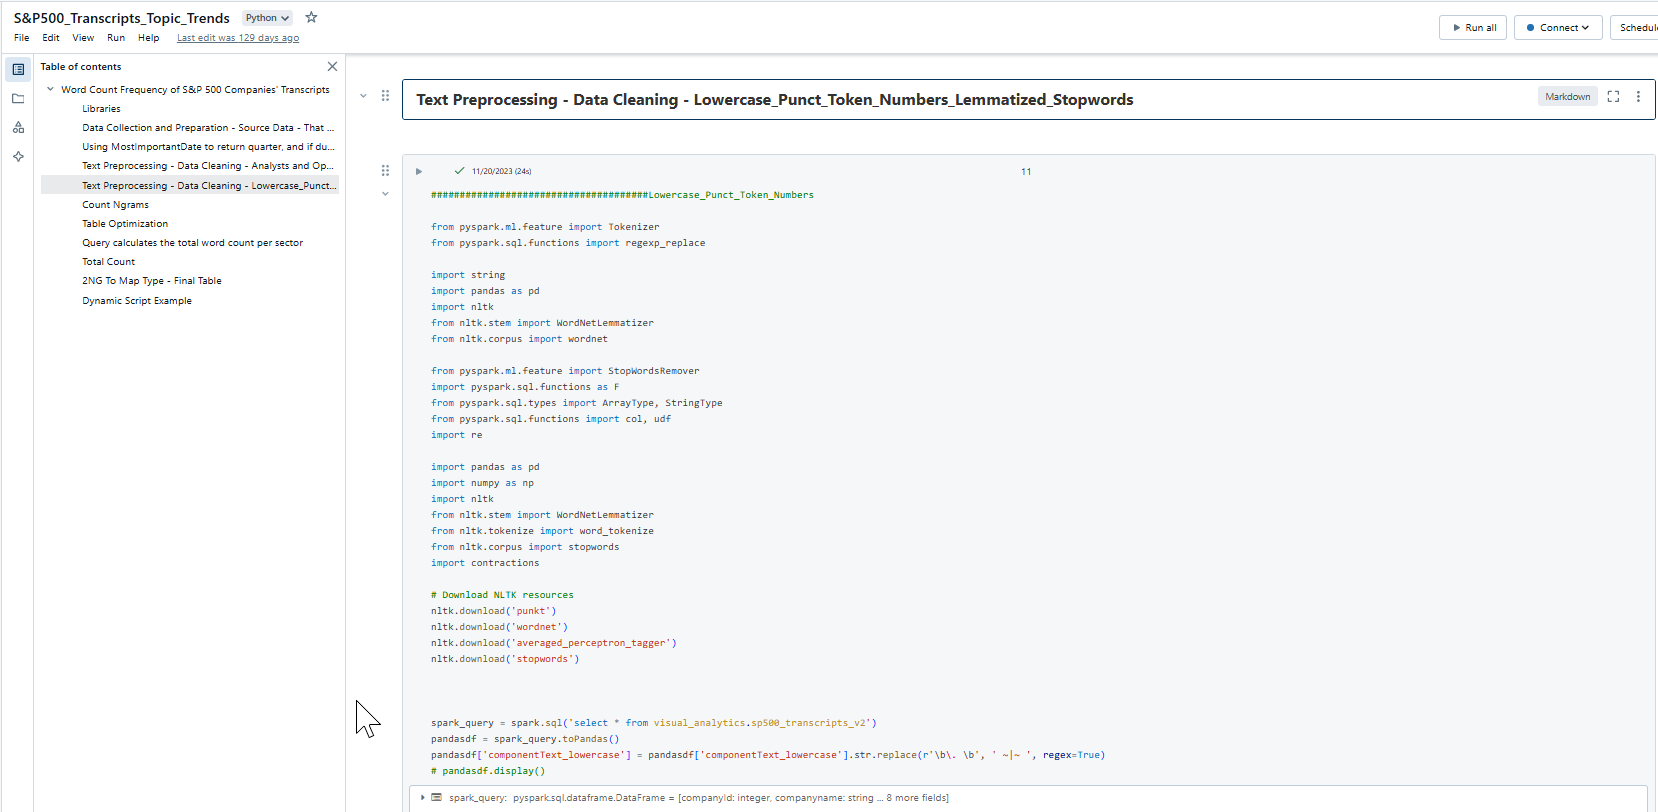 S&P500_Transcripts_Topic_Trends Python
File Edit View Run Help Last edit was 129 days ago
Run all Connect Schedule
Table of contents
Word Count Frequency of S&P 500 Companies' Transcripts
Libraries
Data Collection and Preparation - Source Data - That ...
Using MostImportantDate to return quarter, and if du...
Text Preprocessing - Data Cleaning - Analysts and Op...
Text Preprocessing - Data Cleaning - Lowercase_Punct...
Count Ngrams
Table Optimization
Query calculates the total word count per sector
Total Count
2NG To Map Type - Final Table
Dynamic Script Example
Text Preprocessing - Data Cleaning - Lowercase_Punct_Token_Numbers_Lemmatized_Stopwords Markdown
11/20/2023 (24s) 11
######################################Lowercase_Punct_Token_Numbers
from pyspark.ml.feature import Tokenizer
from pyspark.sql.functions import regexp_replace
import string
import pandas as pd
import nltk
from nltk.stem import WordNetLemmatizer
from nltk.corpus import wordnet
from pyspark.ml.feature import StopWordsRemover
import pyspark.sql.functions as F
from pyspark.sql.types import ArrayType, StringType
from pyspark.sql.functions import col, udf
import re
import pandas as pd
import numpy as np
import nltk
from nltk.stem import WordNetLemmatizer
from nltk.tokenize import word_tokenize
from nltk.corpus import stopwords
import contractions
# Download NLTK resources
nltk.download('punkt')
nltk.download('wordnet')
nltk.download('averaged_perceptron_tagger')
nltk.download('stopwords')
spark_query = spark.sql('select * from visual_analytics.sp500_transcripts_v2')
pandasdf = spark_query.toPandas()
pandasdf['componentText_lowercase'] = pandasdf['componentText_lowercase'].str.replace(r'\b\. \b', ' ~|~ ', regex=True)
# pandasdf.display()
spark_query: pyspark.sql.dataframe.DataFrame = [companyId: integer, companyname: string ... 8 more fields]